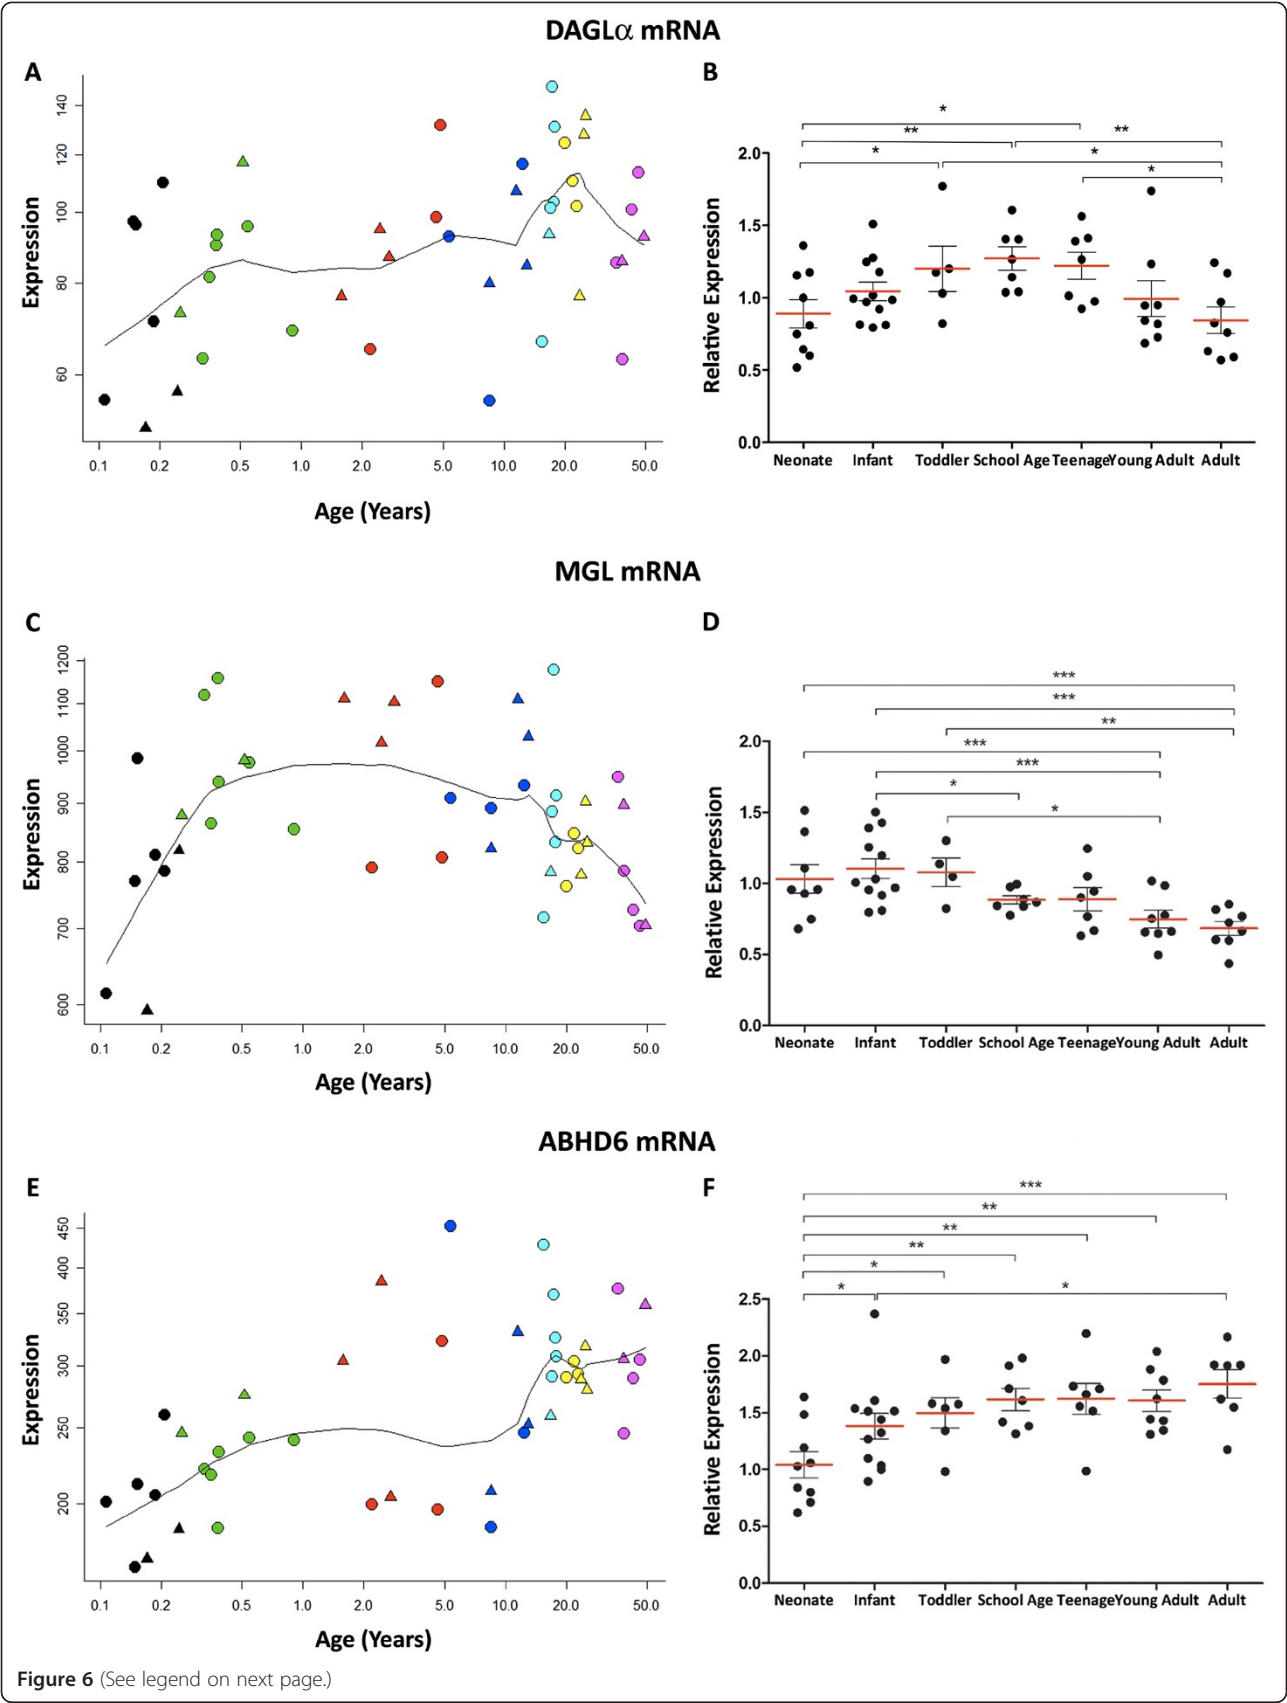 DAGLα mRNA
A
B
Expression
140
120
100
80
60
0.1 0.2 0.5 1.0 2.0 5.0 10.0 20.0 50.0
Age (Years)
Relative Expression
2.0
1.5
1.0
0.5
0.0
* ** ** * * *
Neonate Infant Toddler School Age Teenage Young Adult Adult
MGL mRNA
C
D
Expression
1200
1100
1000
900
800
700
600
0.1 0.2 0.5 1.0 2.0 5.0 10.0 20.0 50.0
Age (Years)
Relative Expression
***
***
**
***
***
*
*
2.0
1.5
1.0
0.5
0.0
Neonate Infant Toddler School Age Teenage Young Adult Adult
ABHD6 mRNA
E
F
Expression
450
400
350
300
250
200
0.1 0.2 0.5 1.0 2.0 5.0 10.0 20.0 50.0
Age (Years)
Relative Expression
***
**
**
**
*
* *
2.5
2.0
1.5
1.0
0.5
0.0
Neonate Infant Toddler School Age Teenage Young Adult Adult
Figure 6 (See legend on next page.)